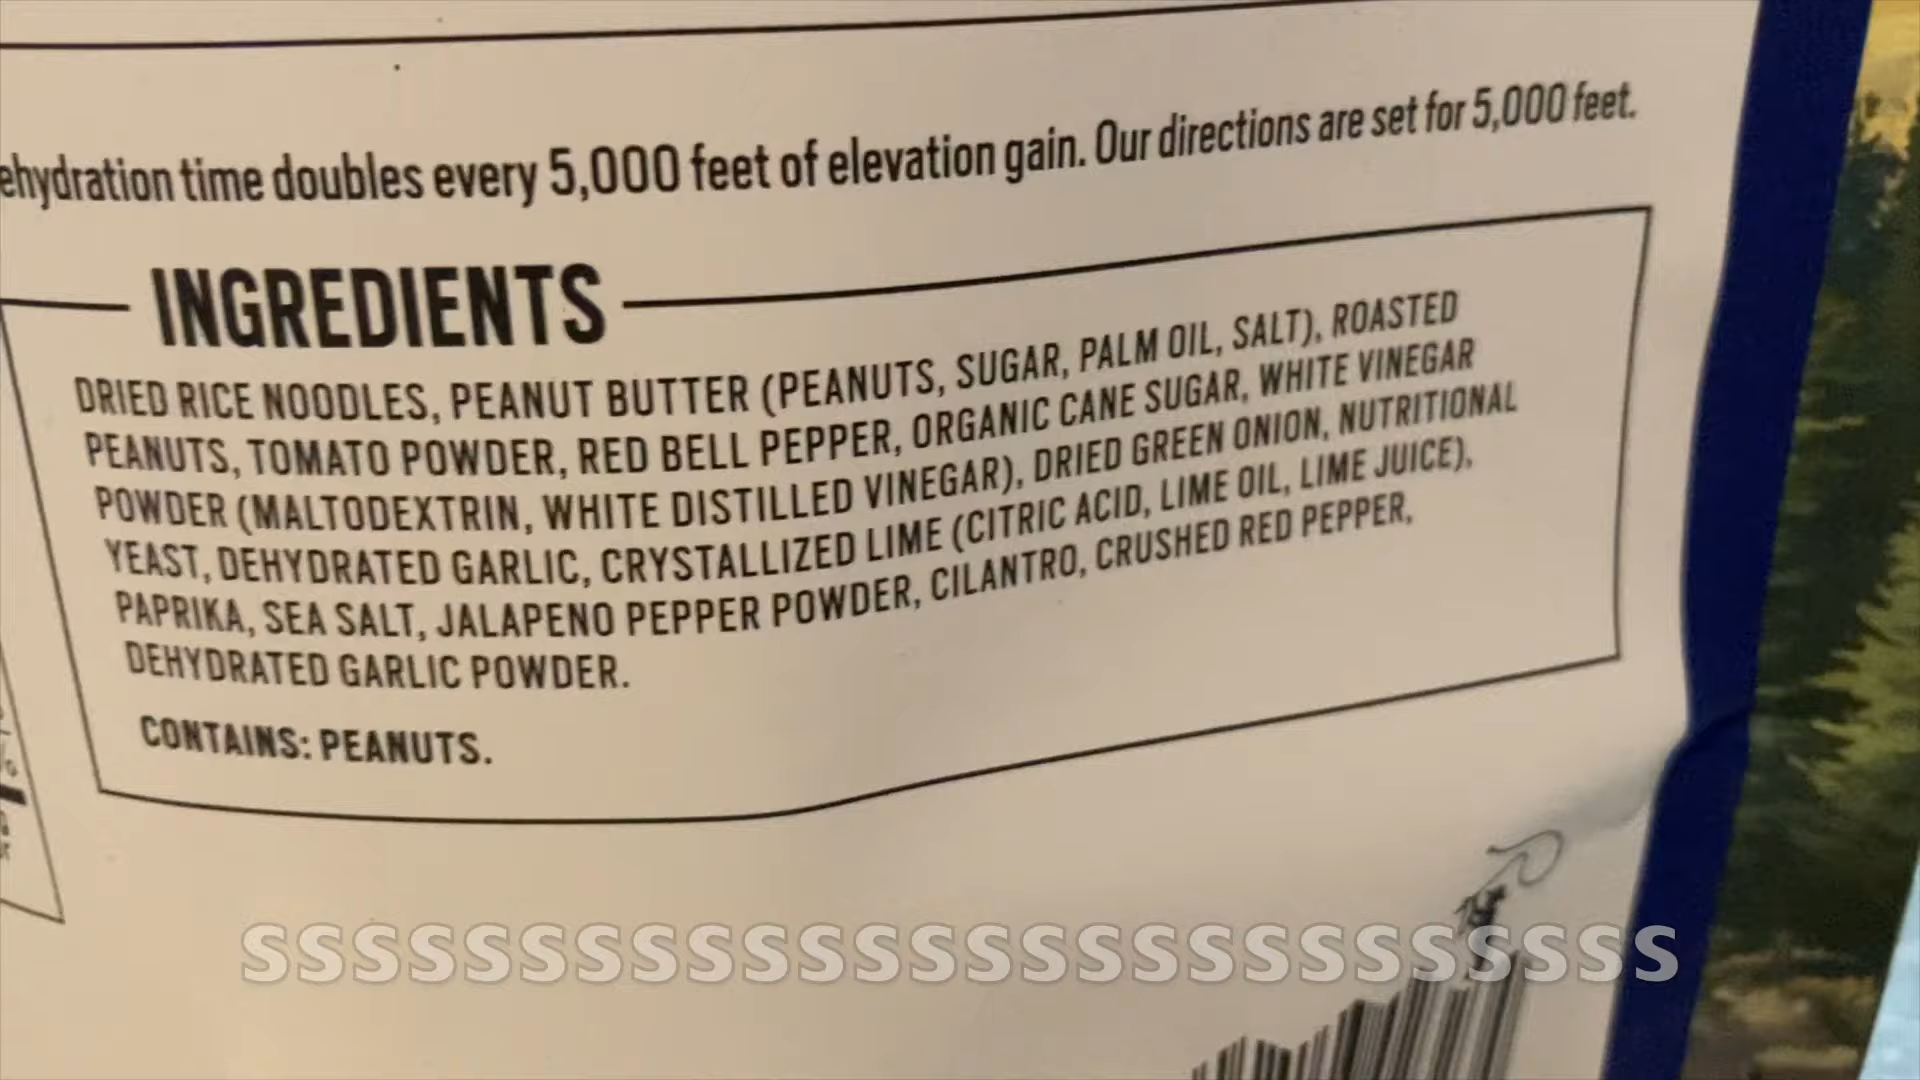 ehydration time doubles every 5,000 feet of elevation gain. Our directions are set for 5,000 feet.
INGREDIENTS
DRIED RICE NOODLES, PEANUT BUTTER (PEANUTS, SUGAR, PALM OIL, SALT), ROASTED
PEANUTS, TOMATO POWDER, RED BELL PEPPER, ORGANIC CANE SUGAR, WHITE VINEGAR
POWDER (MALTODEXTRIN, WHITE DISTILLED VINEGAR), DRIED GREEN ONION, NUTRITIONAL
YEAST, DEHYDRATED GARLIC, CRYSTALLIZED LIME (CITRIC ACID, LIME OIL, LIME JUICE),
PAPRIKA, SEA SALT, JALAPENO PEPPER POWDER, CILANTRO, CRUSHED RED PEPPER,
DEHYDRATED GARLIC POWDER.
CONTAINS: PEANUTS.
SSSSSSSSSSSSSSSSSSSSSSSSSS